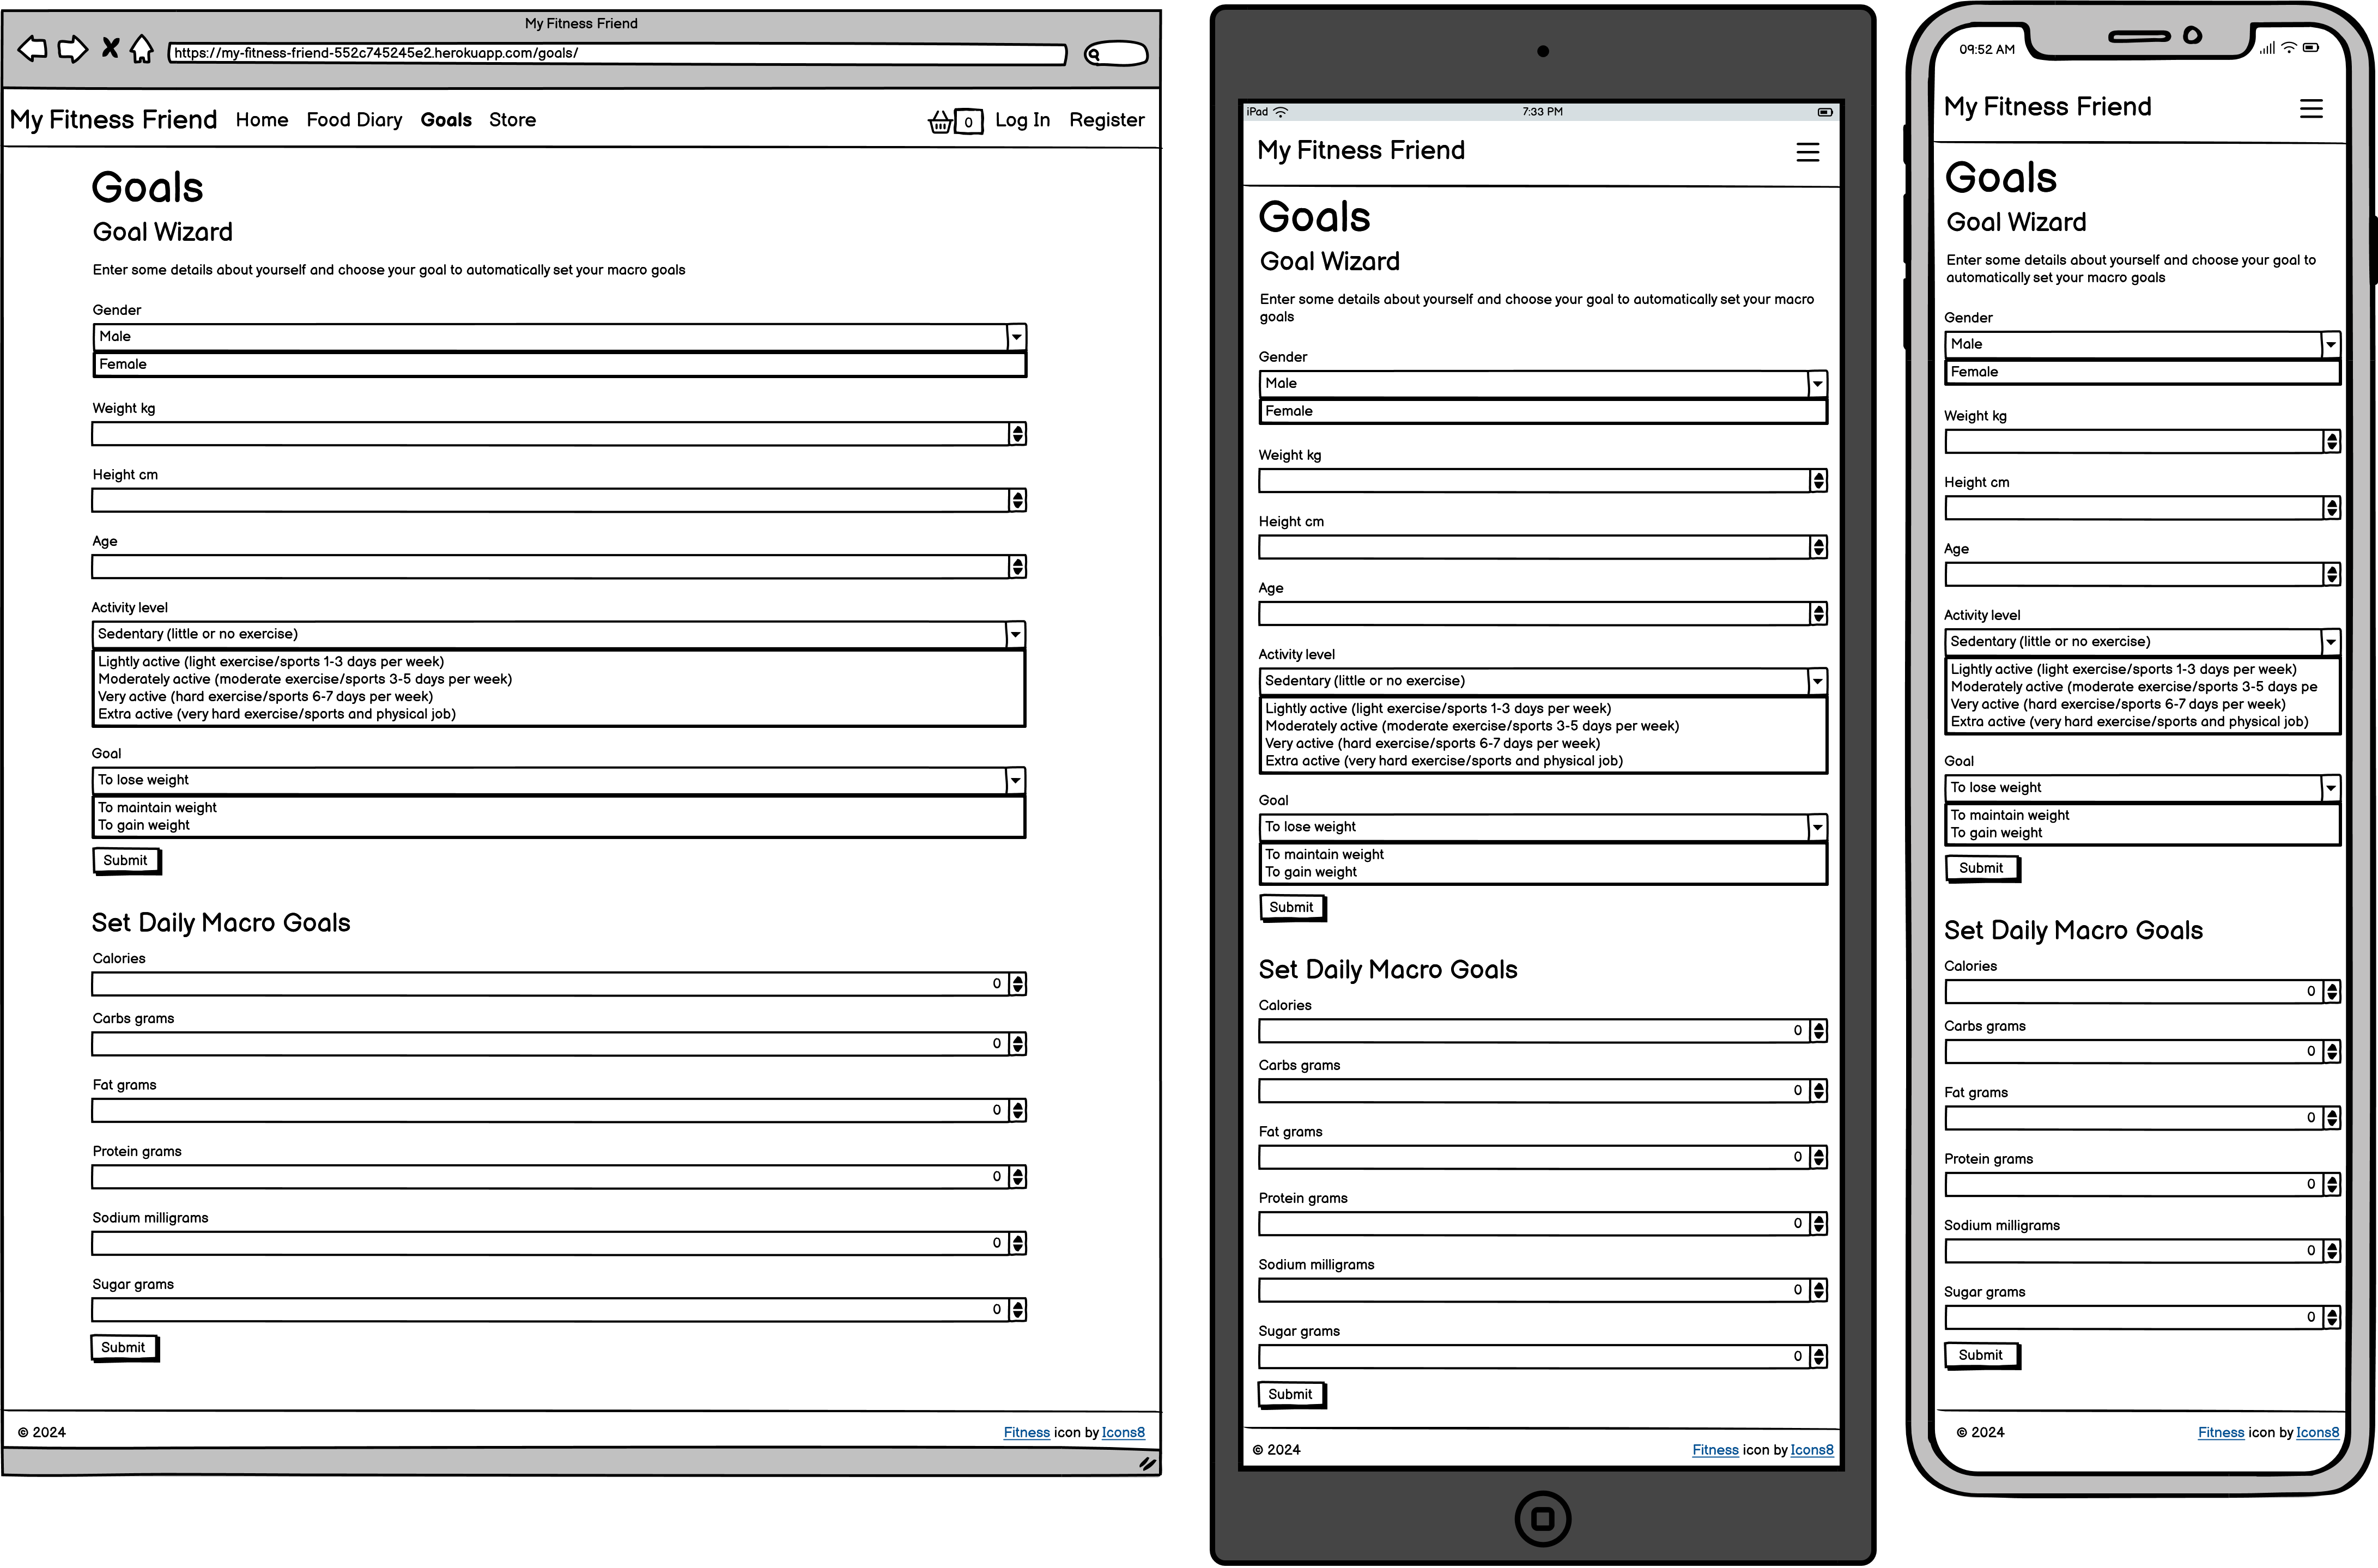 My Fitness Friend
https://my-fitness-friend-552c745245e2.herokuapp.com/goals/
My Fitness Friend Home Food Diary Goals Store 0 Log In Register
Goals
Goal Wizard
Enter some details about yourself and choose your goal to automatically set your macro goals
Gender
Male
Female
Weight kg
Height cm
Age
Activity level
Sedentary (little or no exercise)
Lightly active (light exercise/sports 1-3 days per week)
Moderately active (moderate exercise/sports 3-5 days per week)
Very active (hard exercise/sports 6-7 days per week)
Extra active (very hard exercise/sports and physical job)
Goal
To lose weight
To maintain weight
To gain weight
Submit
Set Daily Macro Goals
Calories
0
Carbs grams
0
Fat grams
0
Protein grams
0
Sodium milligrams
0
Sugar grams
0
Submit
© 2024 Fitness icon by Icons8
iPad 7:33 PM
My Fitness Friend
Goals
Goal Wizard
Enter some details about yourself and choose your goal to automatically set your macro
goals
Gender
Male
Female
Weight kg
Height cm
Age
Activity level
Sedentary (little or no exercise)
Lightly active (light exercise/sports 1-3 days per week)
Moderately active (moderate exercise/sports 3-5 days per week)
Very active (hard exercise/sports 6-7 days per week)
Extra active (very hard exercise/sports and physical job)
Goal
To lose weight
To maintain weight
To gain weight
Submit
Set Daily Macro Goals
Calories
0
Carbs grams
0
Fat grams
0
Protein grams
0
Sodium milligrams
0
Sugar grams
0
Submit
© 2024 Fitness icon by Icons8
09:52 AM
My Fitness Friend
Goals
Goal Wizard
Enter some details about yourself and choose your goal to
automatically set your macro goals
Gender
Male
Female
Weight kg
Height cm
Age
Activity level
Sedentary (little or no exercise)
Lightly active (light exercise/sports 1-3 days per week)
Moderately active (moderate exercise/sports 3-5 days pe
Very active (hard exercise/sports 6-7 days per week)
Extra active (very hard exercise/sports and physical job)
Goal
To lose weight
To maintain weight
To gain weight
Submit
Set Daily Macro Goals
Calories
0
Carbs grams
0
Fat grams
0
Protein grams
0
Sodium milligrams
0
Sugar grams
0
Submit
© 2024 Fitness icon by Icons8